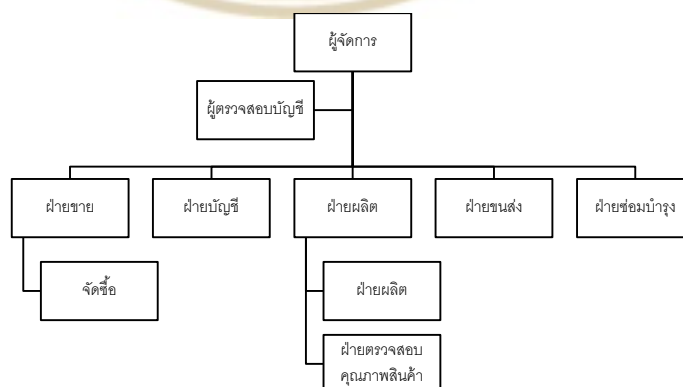 ผู้จัดการ
ผู้ตรวจสอบบัญชี
ฝ่ายขาย
ฝ่ายบัญชี
ฝ่ายผลิต
ฝ่ายขนส่ง
ฝ่ายซ่อมบำรุง
จัดซื้อ
ฝ่ายผลิต
ฝ่ายตรวจสอบ
คุณภาพสินค้า